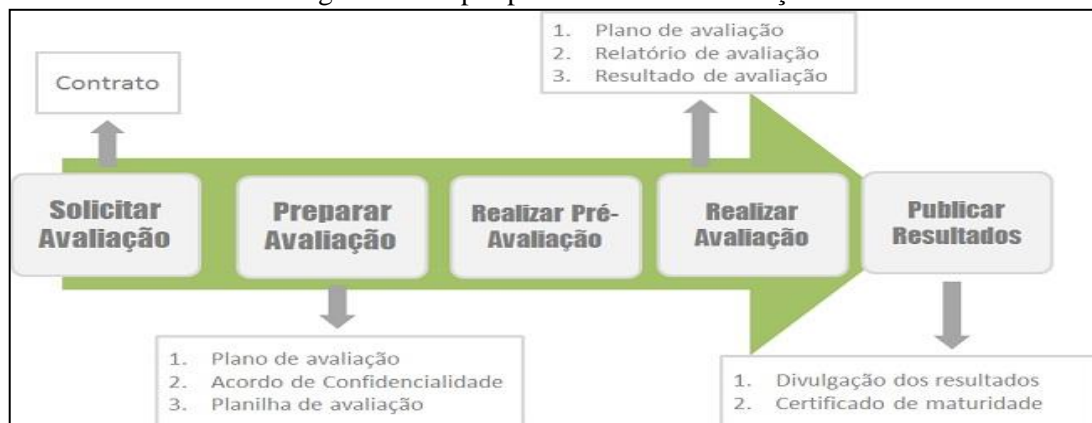 1. Plano de avaliação
2. Relatório de avaliação
3. Resultado de avaliação
Contrato
Solicitar
Avaliação
Preparar
Avaliação
Realizar Pré-
Avaliação
Realizar
Avaliação
Publicar
Resultados
1. Plano de avaliação
2. Acordo de Confidencialidade
3. Planilha de avaliação
1. Divulgação dos resultados
2. Certificado de maturidade